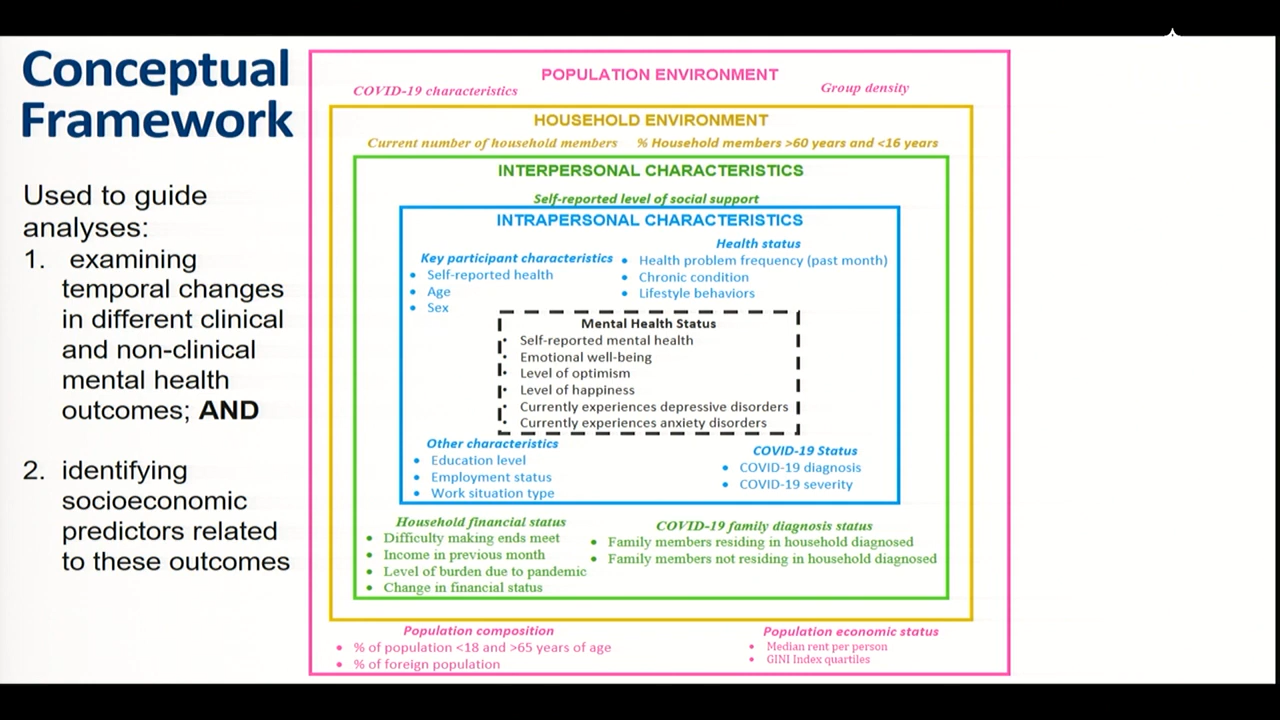 Conceptual
Framework
Used to guide
analyses:
1. examining
temporal changes
in different clinical
and non-clinical
mental health
outcomes; AND
2. identifying
socioeconomic
predictors related
to these outcomes
POPULATION ENVIRONMENT
COVID-19 characteristics
Group density
HOUSEHOLD ENVIRONMENT
Current number of household members
% Household members >60 years and <16 years
INTERPERSONAL CHARACTERISTICS
Self-reported level of social support
INTRAPERSONAL CHARACTERISTICS
Key participant characteristics
• Self-reported health
• Age
• Sex
Health status
• Health problem frequency (past month)
• Chronic condition
• Lifestyle behaviors
Mental Health Status
• Self-reported mental health
• Emotional well-being
• Level of optimism
• Level of happiness
• Currently experiences depressive disorders
• Currently experiences anxiety disorders
Other characteristics
• Education level
• Employment status
• Work situation type
COVID-19 Status
• COVID-19 diagnosis
• COVID-19 severity
Household financial status
• Difficulty making ends meet
• Income in previous month
• Level of burden due to pandemic
• Change in financial status
COVID-19 family diagnosis status
• Family members residing in household diagnosed
• Family members not residing in household diagnosed
Population composition
• % of population <18 and >65 years of age
• % of foreign population
Population economic status
• Median rent per person
• GINI Index quartiles